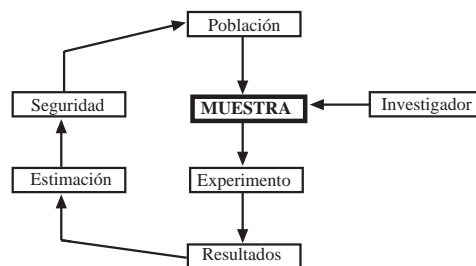 Población
Seguridad
MUESTRA
Investigador
Estimación
Experimento
Resultados